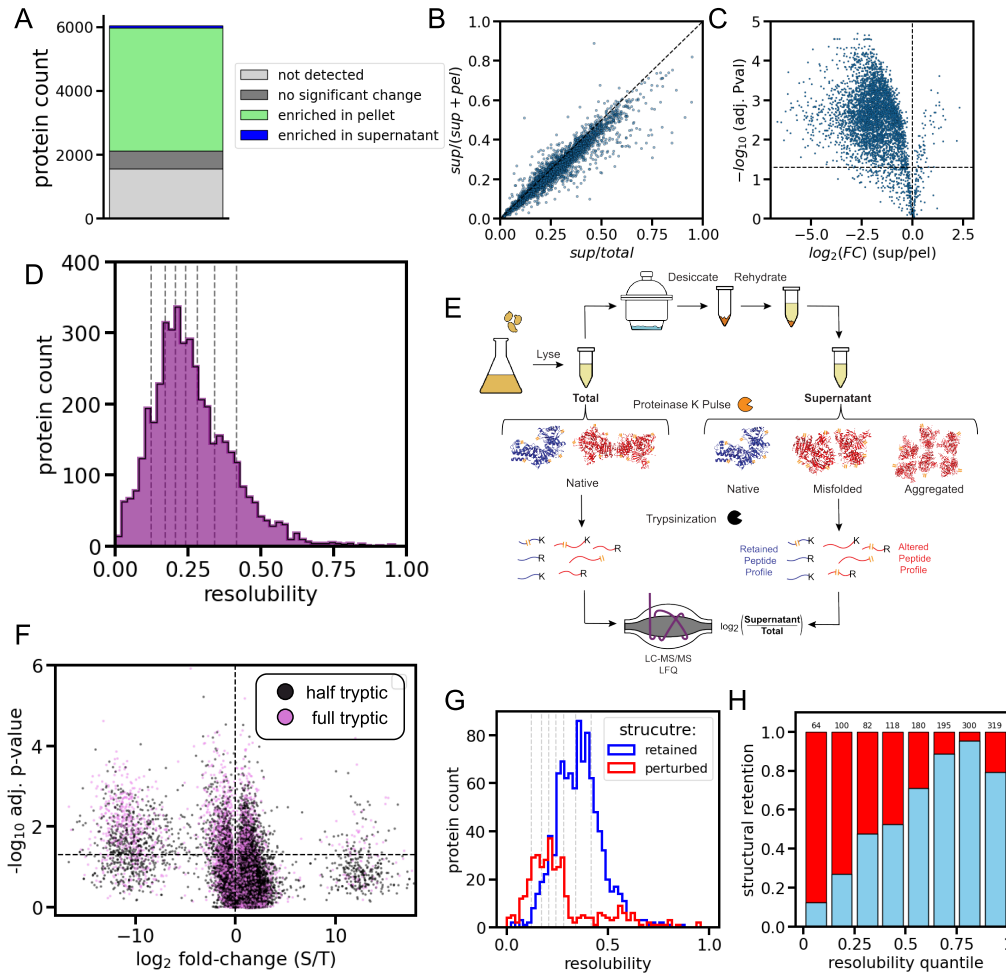 A
6000
4000
2000
0
protein count
not detected
no significant change
enriched in pellet
enriched in supernatant
B
1.0
0.8
0.6
0.4
0.2
0.0
sup/(sup + pel)
0.00 0.25 0.50 0.75 1.00
sup/total
C
10
8
6
4
2
0
−log10 (adj. Pval)
−5.0 −2.5 0.0 2.5
log2(FC) (sup/pel)
D
400
300
200
100
0
protein count
0.00 0.25 0.50 0.75 1.00
resolubility
E
Desiccate Rehydrate
Lyse
Total
Proteinase K Pulse
Supernatant
Native
Native
Misfolded
Aggregated
Trypsinization
K
R
K
K
R
R
Retained
Peptide
Profile
K
R
K
K
R
R
Altered
Peptide
Profile
log2 (Supernatant
Total)
LC-MS/MS
LFQ
F
6
4
2
0
-log10 adj. p-value
half tryptic
full tryptic
−10 0 10
log2 fold-change (S/T)
G
80
60
40
20
0
protein count
strucutre:
retained
perturbed
0.0 0.5 1.0
resolubility
H
64 100 82 118 180 195 300 319
1.0
0.8
0.6
0.4
0.2
0.0
structural retention
0 0.25 0.5 0.75 1
resolubility quantile